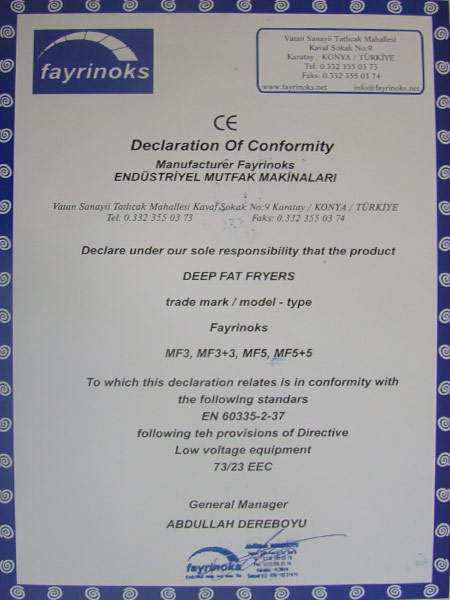 fayrinoks
Vatan Sanayii Tatlıcak Mahallesi
Kavaf Sokak No:9
Karatay / KONYA / TÜRKİYE
Tel: 0.332 355 03 73
Faks: 0.332 355 03 74
www.fayrinoks.net info@fayrinoks.net
CE
Declaration Of Conformity
Manufacturer Fayrinoks
ENDÜSTRİYEL MUTFAK MAKİNALARI
Vatan Sanayii Tatlıcak Mahallesi Kavaf Sokak No:9 Karatay / KONYA / TÜRKİYE
Tel: 0.332 355 03 73 Faks: 0.332 355 03 74
Declare under our sole responsibility that the product
DEEP FAT FRYERS
trade mark / model - type
Fayrinoks
MF3, MF3+3, MF5, MF5+5
To which this declaration relates is in conformity with
the following standars
EN 60335-2-37
following teh provisions of Directive
Low voltage equipment
73/23 EEC
General Manager
ABDULLAH DEREBOYU
fayrinoks